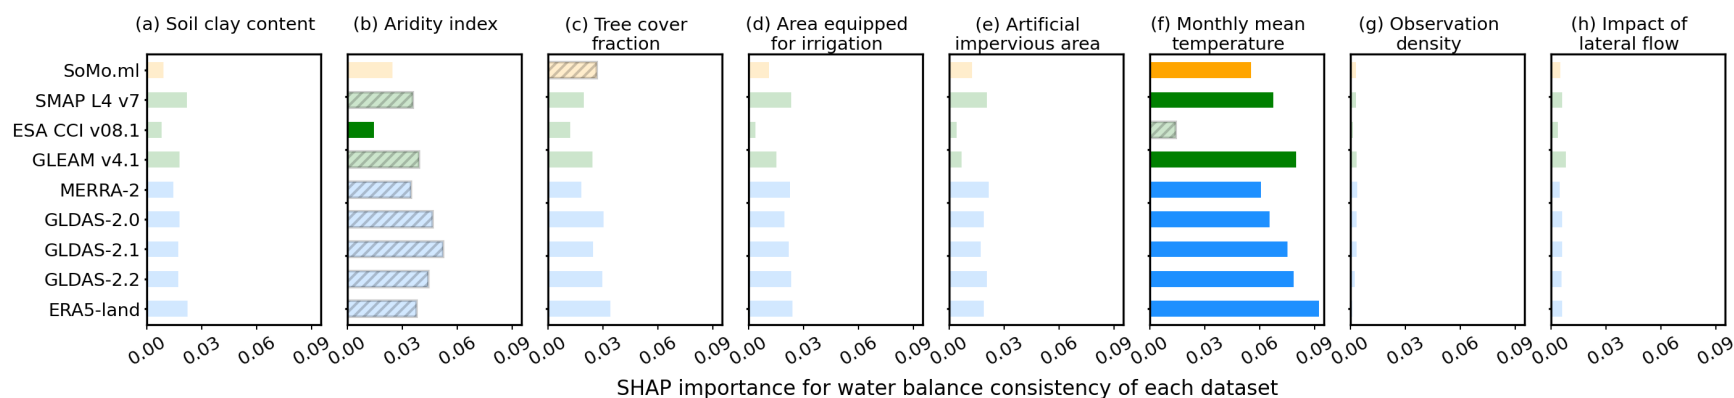 (a) Soil clay content
(b) Aridity index
(c) Tree cover
fraction
(d) Area equipped
for irrigation
(e) Artificial
impervious area
(f) Monthly mean
temperature
(g) Observation
density
(h) Impact of
lateral flow
SoMo.ml
SMAP L4 v7
ESA CCI v08.1
GLEAM v4.1
MERRA-2
GLDAS-2.0
GLDAS-2.1
GLDAS-2.2
ERA5-land
0.00 0.03 0.06 0.09
0.00 0.03 0.06 0.09
0.00 0.03 0.06 0.09
0.00 0.03 0.06 0.09
0.00 0.03 0.06 0.09
0.00 0.03 0.06 0.09
0.00 0.03 0.06 0.09
0.00 0.03 0.06 0.09
SHAP importance for water balance consistency of each dataset